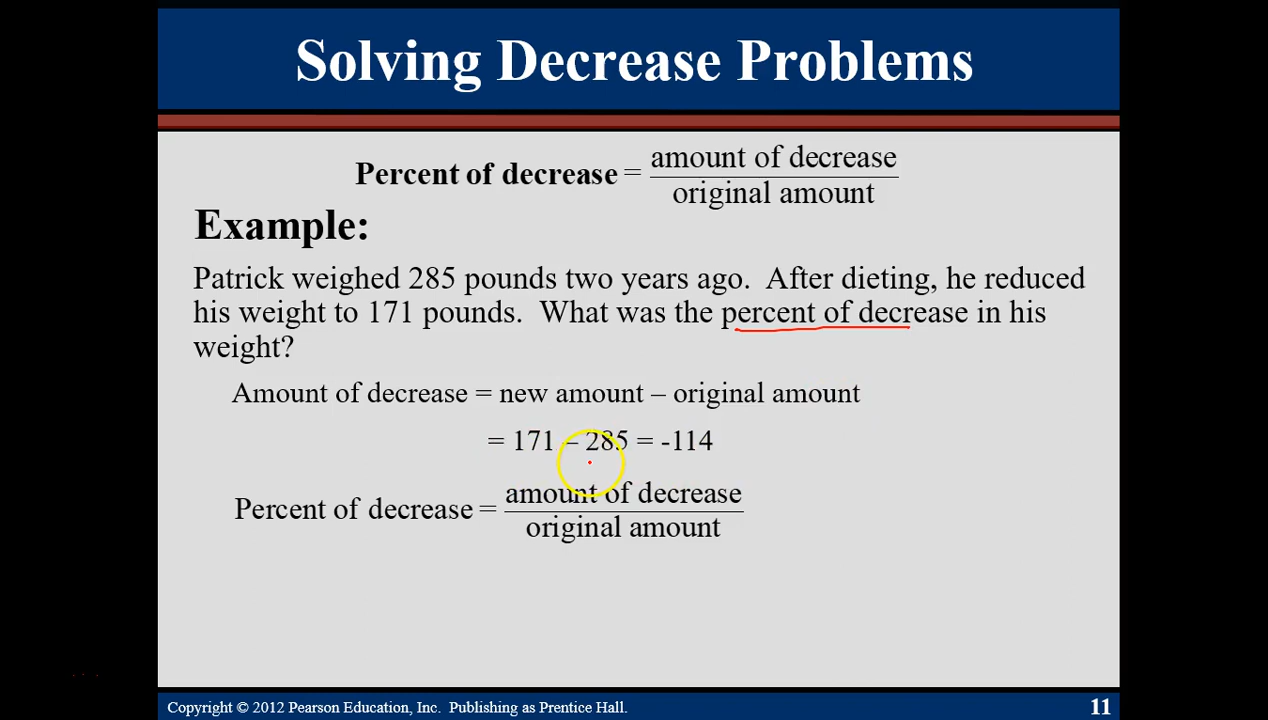 Solving Decrease Problems
Percent of decrease = amount of decrease / original amount
Example:
Patrick weighed 285 pounds two years ago. After dieting, he reduced
his weight to 171 pounds. What was the percent of decrease in his
weight?
Amount of decrease = new amount – original amount
= 171 – 285 = -114
Percent of decrease = amount of decrease / original amount
Copyright © 2012 Pearson Education, Inc. Publishing as Prentice Hall. 11